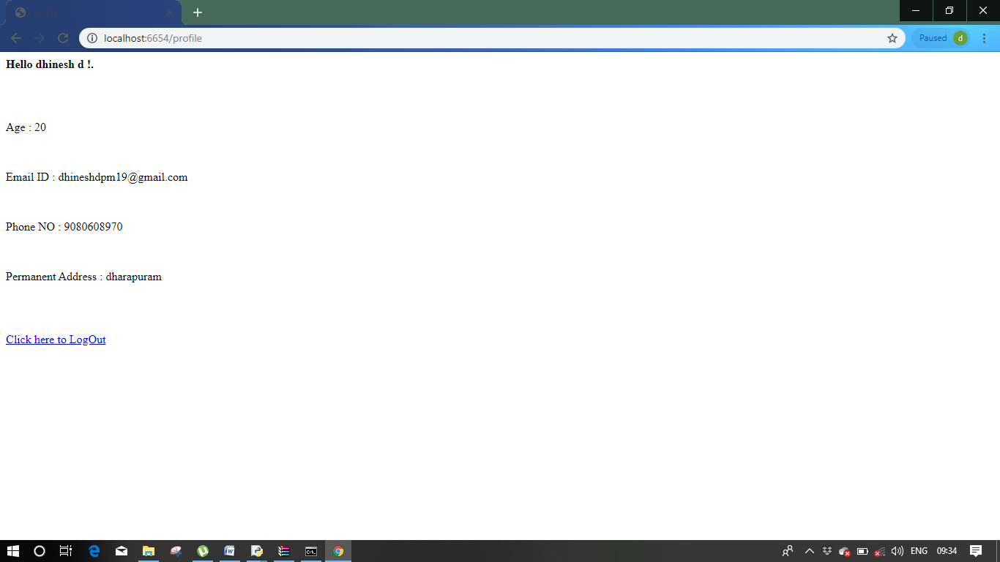 profile
localhost:6654/profile
Paused
d
Hello dhinesh d !.
Age : 20
Email ID : dhineshdpm19@gmail.com
Phone NO : 9080608970
Permanent Address : dharapuram
Click here to LogOut
ENG
09:34